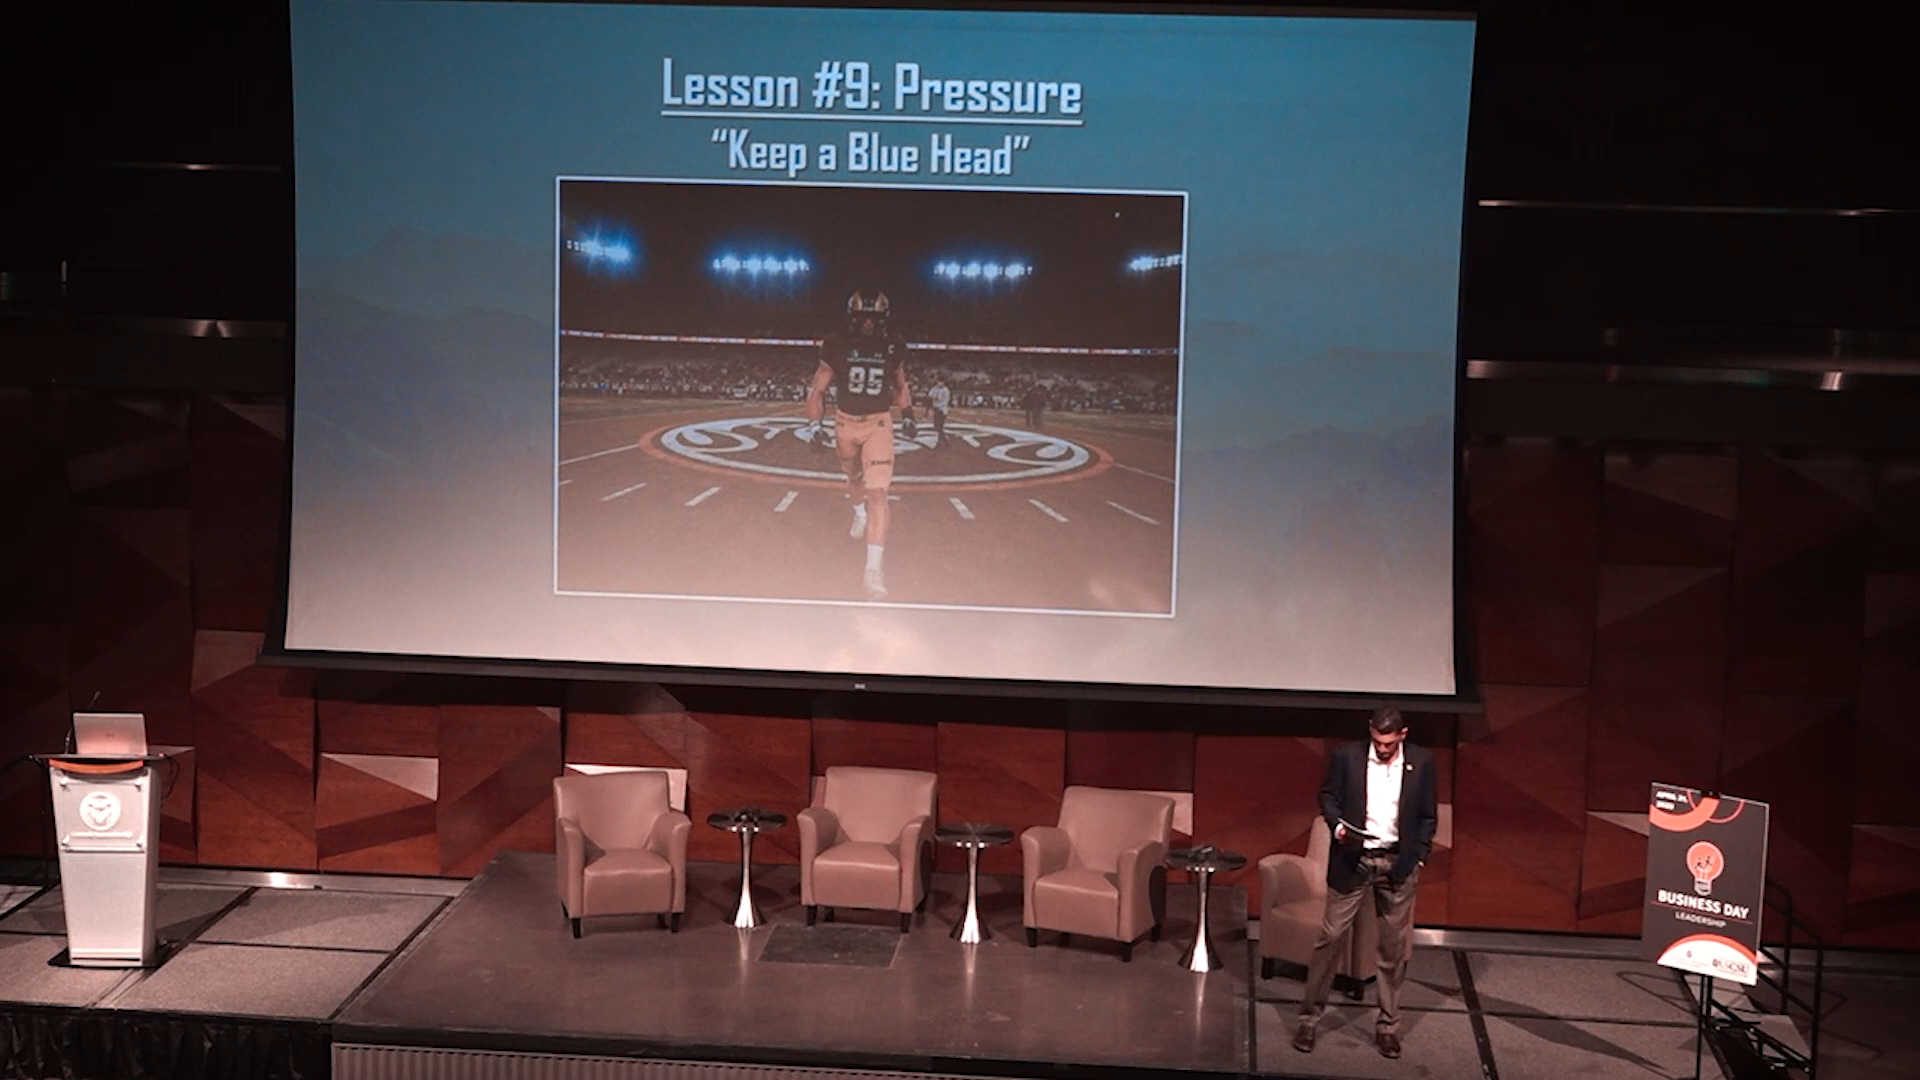 Lesson #9: Pressure
“Keep a Blue Head”
85
C
BUSINESS DAY
LEADERSHIP